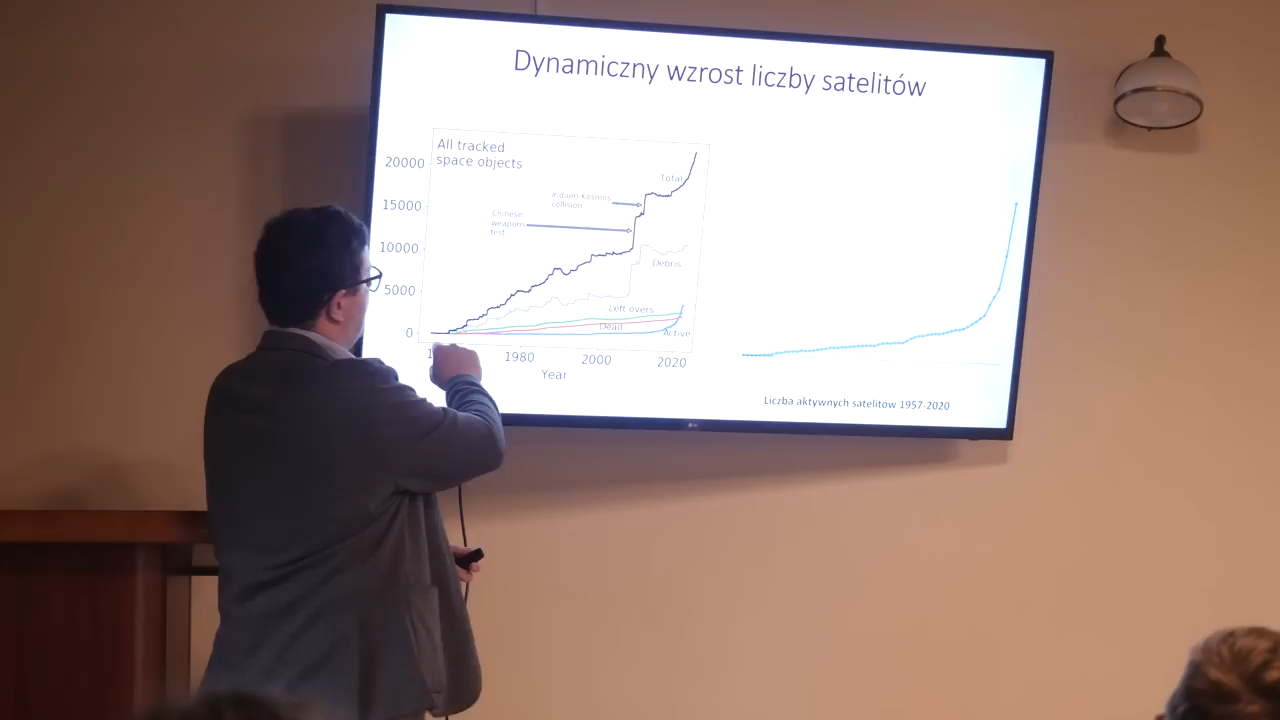 Dynamiczny wzrost liczby satelitów
All tracked
space objects
20000
15000
10000
5000
0
Total
Iridium Kosmos
collision
Chinese
weapons
test
Debris
Left overs
Dead
Active
1980
2000
2020
Year
Liczba aktywnych satelitów 1957-2020
LG